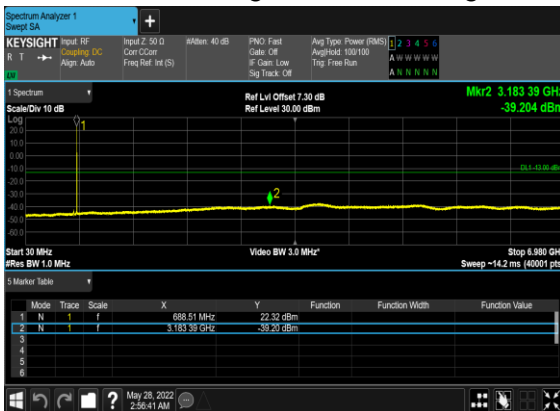 Spectrum Analyzer 1
Swept SA
+
KEYSIGHT Input: RF Input Z: 50 Ω #Atten: 40 dB PNO: Fast Avg Type: Power (RMS) 1 2 3 4 5 6
R T Coupling: DC Corr CCorr Gate: Off Avg|Hold: 100/100 A W W W W W
Align: Auto Freq Ref: Int (S) IF Gain: Low Trig: Free Run
LV Sig Track: Off A N N N N N
1 Spectrum Ref Lvl Offset 7.30 dB Mkr2 3.183 39 GHz
Scale/Div 10 dB Ref Level 30.00 dBm -39.204 dBm
Log
20.0
1
10.0
0.00
-10.0
DL1 -13.00 dBm
-20.0
-30.0
2
-40.0
-50.0
-60.0
Start 30 MHz Video BW 3.0 MHz* Stop 6.980 GHz
#Res BW 1.0 MHz Sweep ~14.2 ms (40001 pts)
5 Marker Table
Mode Trace Scale X Y Function Function Width Function Value
1 N 1 f 688.51 MHz 22.32 dBm
2 N 1 f 3.183 39 GHz -39.20 dBm
3
4
5
6
? May 28, 2022
2:56:41 AM